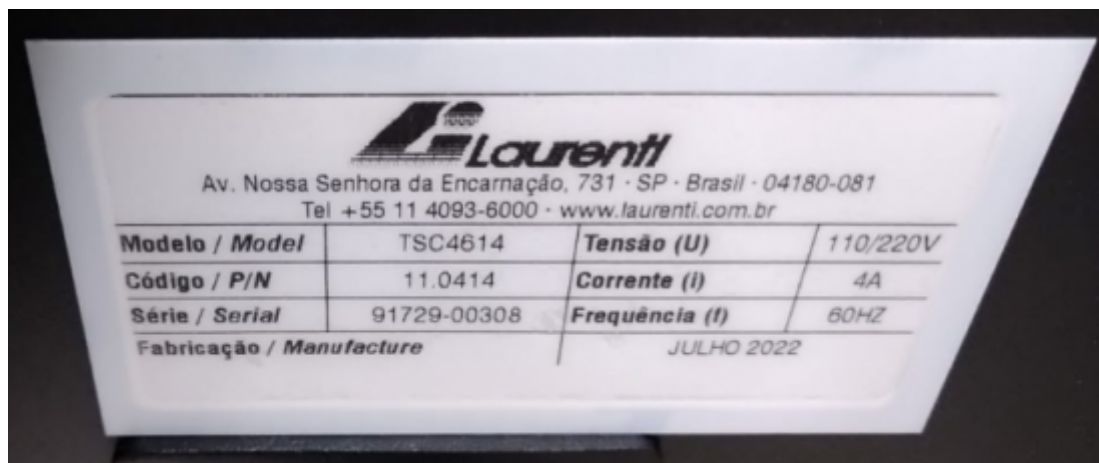 Laurenti
Av. Nossa Senhora da Encarnação, 731 · SP · Brasil · 04180-081
Tel +55 11 4093-6000 · www.laurenti.com.br
Modelo / Model TSC4614 Tensão (U) 110/220V
Código / P/N 11.0414 Corrente (i) 4A
Série / Serial 91729-00308 Frequência (f) 60HZ
Fabricação / Manufacture JULHO 2022